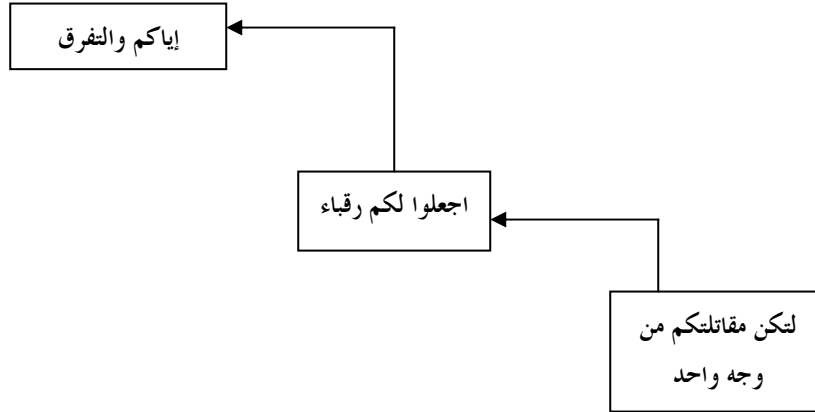 إياكم والتفرق
اجعلوا لكم رقباء
لتكن مقاتلتكم من
وجه واحد